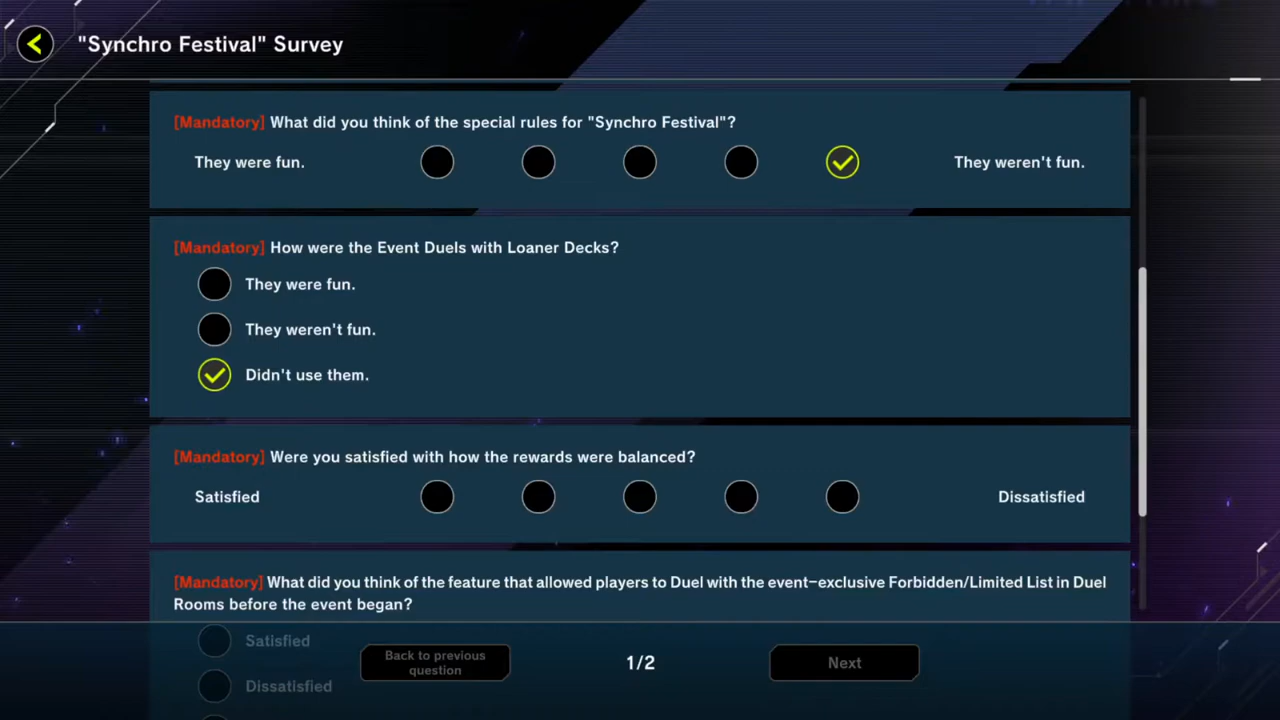 "Synchro Festival" Survey
[Mandatory] What did you think of the special rules for "Synchro Festival"?
They were fun.
They weren't fun.
[Mandatory] How were the Event Duels with Loaner Decks?
They were fun.
They weren't fun.
Didn't use them.
[Mandatory] Were you satisfied with how the rewards were balanced?
Satisfied
Dissatisfied
[Mandatory] What did you think of the feature that allowed players to Duel with the event-exclusive Forbidden/Limited List in Duel
Rooms before the event began?
Satisfied
Dissatisfied
Back to previous
question
1/2
Next